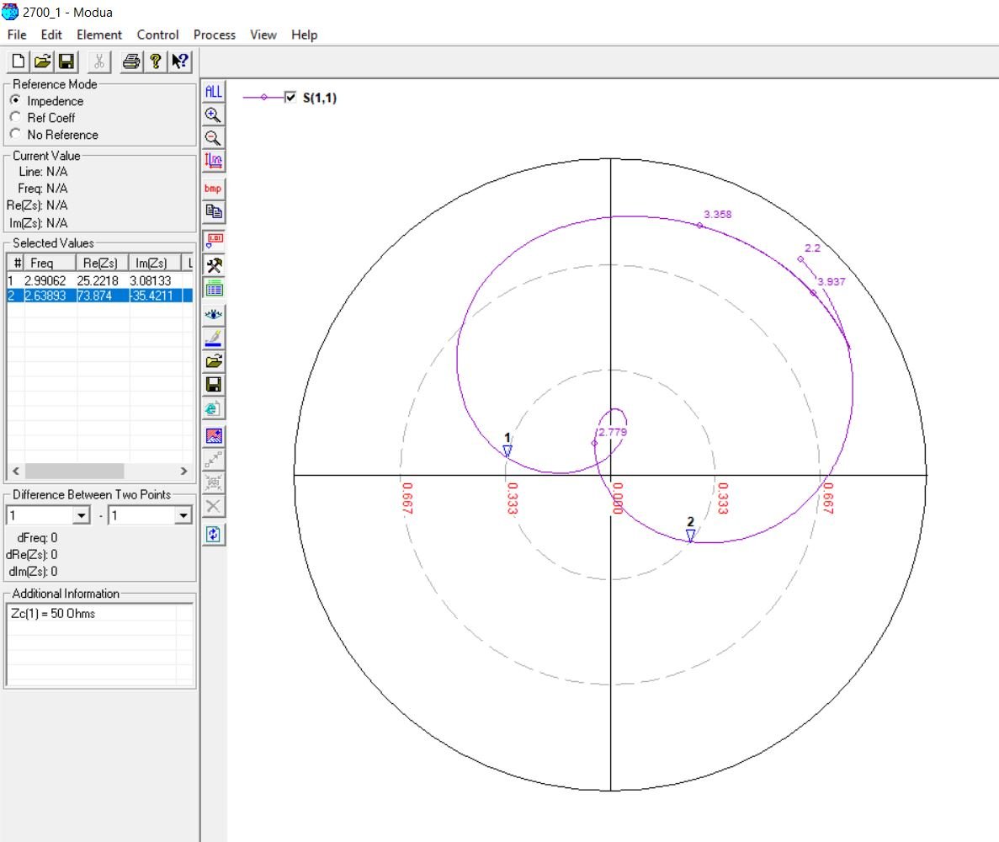 2700_1 - Modua
File Edit Element Control Process View Help
Reference Mode
Impedence
Ref Coeff
No Reference
Current Value
Line: N/A
Freq: N/A
Re(Zs): N/A
Im(Zs): N/A
Selected Values
# Freq Re(Zs) Im(Zs) L
1 2.99062 25.2218 3.08133
2 2.63893 73.874 -35.4211
Difference Between Two Points
1 - 1
dFreq: 0
dRe(Zs): 0
dIm(Zs): 0
Additional Information
Zc(1) = 50 Ohms
ALL
bmp
1.01
S(1,1)
3.358
2.2
3.937
2.779
1
2
0.667 0.333 0.000 0.333 0.667